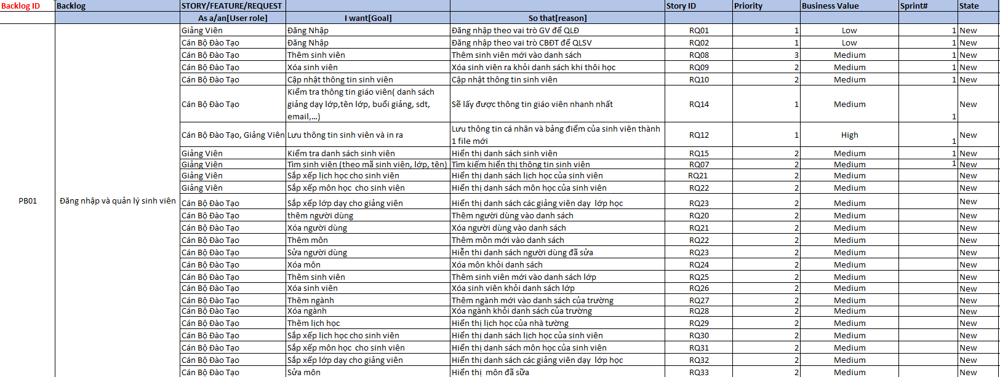 Backlog ID Backlog STORY/FEATURE/REQUEST Story ID Priority Business Value Sprint# State
As a/an[User role] I want[Goal] So that[reason]
Giảng Viên Đăng Nhập Đăng nhập theo vai trò GV để QLĐ RQ01 1 Low 1 New
Cán Bộ Đào Tạo Đăng Nhập Đăng nhập theo vai trò CBĐT để QLSV RQ02 1 Low 1 New
Cán Bộ Đào Tạo Thêm sinh viên Thêm sinh viên mới vào danh sách RQ08 3 Medium 1 New
Cán Bộ Đào Tạo Xóa sinh viên Xóa sinh viên ra khỏi danh sách khi thôi học RQ09 2 Medium 1 New
Cán Bộ Đào Tạo Cập nhật thông tin sinh viên Cập nhật thông tin sinh viên RQ10 2 Medium 1 New
Kiểm tra thông tin giáo viên( danh sách
Cán Bộ Đào Tạo giảng dạy lớp,tên lớp, buổi giảng, sdt, Sẽ lấy được thông tin giáo viên nhanh nhất RQ14 1 Medium New
email,...) 1
Lưu thông tin cá nhân và bảng điểm của sinh viên thành
Cán Bộ Đào Tạo, Giảng Viên Lưu thông tin sinh viên và in ra RQ12 1 High New
1 file mới 1
Giảng Viên Kiểm tra danh sách sinh viên Hiển thị danh sách sinh viên RQ15 2 Medium 1 New
Giảng Viên Tìm sinh viên (theo mã sinh viên, lớp, tên) Tìm kiếm hiển thị thông tin sinh viên RQ07 2 Medium 1 New
Giảng Viên Sắp xếp lịch học cho sinh viên Hiển thị danh sách lịch học của sinh viên RQ21 2 Medium New
Giảng Viên Sắp xếp môn học cho sinh viên Hiển thị danh sách môn học của sinh viên RQ22 2 Medium New
PB01 Đăng nhập và quản lý sinh viên Cán Bộ Đào Tạo Sắp xếp lớp dạy cho giảng viên Hiển thị danh sách các giảng viên dạy lớp học RQ23 2 Medium New
Cán Bộ Đào Tạo thêm người dùng Thêm người dùng vào danh sách RQ20 2 Medium New
Cán Bộ Đào Tạo Xóa người dùng Xóa người dùng vào danh sách RQ21 2 Medium New
Cán Bộ Đào Tạo Thêm môn Thêm môn mới vào danh sách RQ22 2 Medium New
Cán Bộ Đào Tạo Sửa người dùng Hiễn thi danh sách người dùng đã sửa RQ23 2 Medium New
Cán Bộ Đào Tạo Xóa môn Xóa môn khỏi danh sách RQ24 2 Medium New
Cán Bộ Đào Tạo Thêm sinh viên Thêm sinh viên mới vào danh sách lớp RQ25 2 Medium New
Cán Bộ Đào Tạo Xóa sinh viên Xóa sinh viên khỏi danh sách lớp RQ26 2 Medium New
Cán Bộ Đào Tạo Thêm ngành Thêm ngành mới vào danh sách của trường RQ27 2 Medium New
Cán Bộ Đào Tạo Xóa ngành Xóa ngành khỏi danh sách của trường RQ28 2 Medium New
Cán Bộ Đào Tạo Thêm lịch học Hiển thị lịch học của nhà tường RQ29 2 Medium New
Cán Bộ Đào Tạo Sắp xếp lịch học cho sinh viên Hiển thị danh sách lịch học của sinh viên RQ30 2 Medium New
Cán Bộ Đào Tạo Sắp xếp môn học cho sinh viên Hiển thị danh sách môn học của sinh viên RQ31 2 Medium New
Cán Bộ Đào Tạo Sắp xếp lớp dạy cho giảng viên Hiển thị danh sách các giảng viên dạy lớp học RQ32 2 Medium New
Cán Bộ Đào Tạo Sửa môn Hiển thị môn đã sữa RQ33 2 Medium New